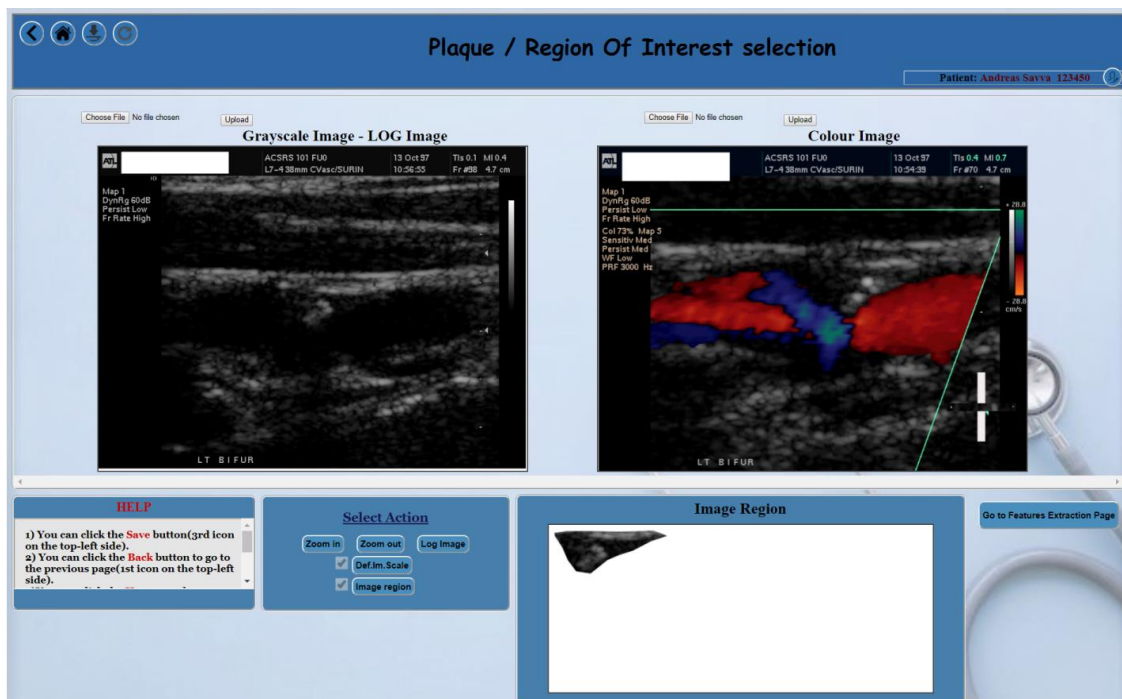 Plaque / Region Of Interest selection
Patient: Andreas Savva 123450
Choose File No file chosen Upload
Grayscale Image - LOG Image
ATL
ACSRS 101 FU0 13 Oct 97 TIs 0.1 MI 0.4
L7-4 38mm CVasc/SURIN 10:56:55 Fr #98 4.7 cm
Map 1
DynRg 60dB
Persist Low
Fr Rate High
LT BIFUR
Choose File No file chosen Upload
Colour Image
ATL
ACSRS 101 FU0 13 Oct 97 TIs 0.4 MI 0.7
L7-4 38mm CVasc/SURIN 10:54:39 Fr #70 4.7 cm
Map 1
DynRg 60dB
Persist Low
Fr Rate High
Col 73% Map 5
Sensitiv Med
Persist Med
WF Low
PRF 3000 Hz
+ 28.8
- 28.8
cm/s
LT BIFUR
HELP
1) You can click the Save button(3rd icon
on the top-left side).
2) You can click the Back button to go to
the previous page(1st icon on the top-left
side).
Select Action
Zoom in Zoom out Log Image
Def.Im.Scale
Image region
Image Region
Go to Features Extraction Page